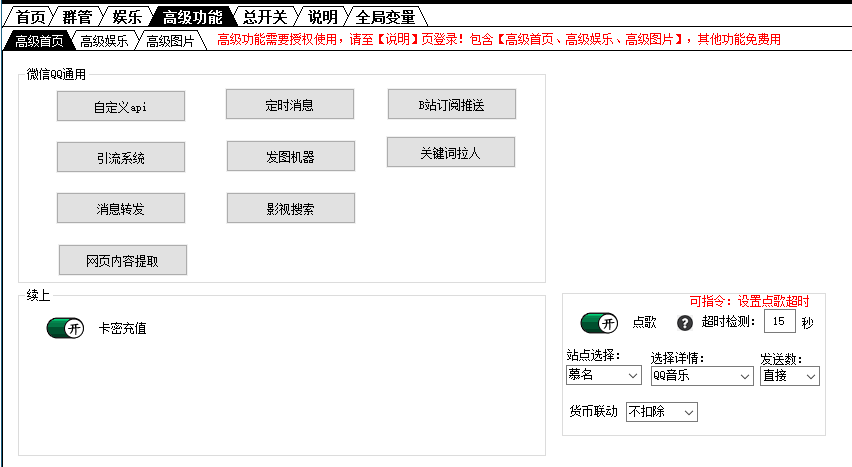 首页 群管 娱乐 高级功能 总开关 说明 全局变量
高级首页 高级娱乐 高级图片 高级功能需要授权使用，请至【说明】页登录！包含【高级首页、高级娱乐、高级图片】，其他功能免费用
微信QQ通用
自定义api 定时消息 B站订阅推送
引流系统 发图机器 关键词拉人
消息转发 影视搜索
网页内容提取
续上
开 卡密充值
可指令：设置点歌超时
开 点歌 ? 超时检测： 15 秒
站点选择： 选择详情： 发送数：
慕名 QQ音乐 直接
货币联动 不扣除